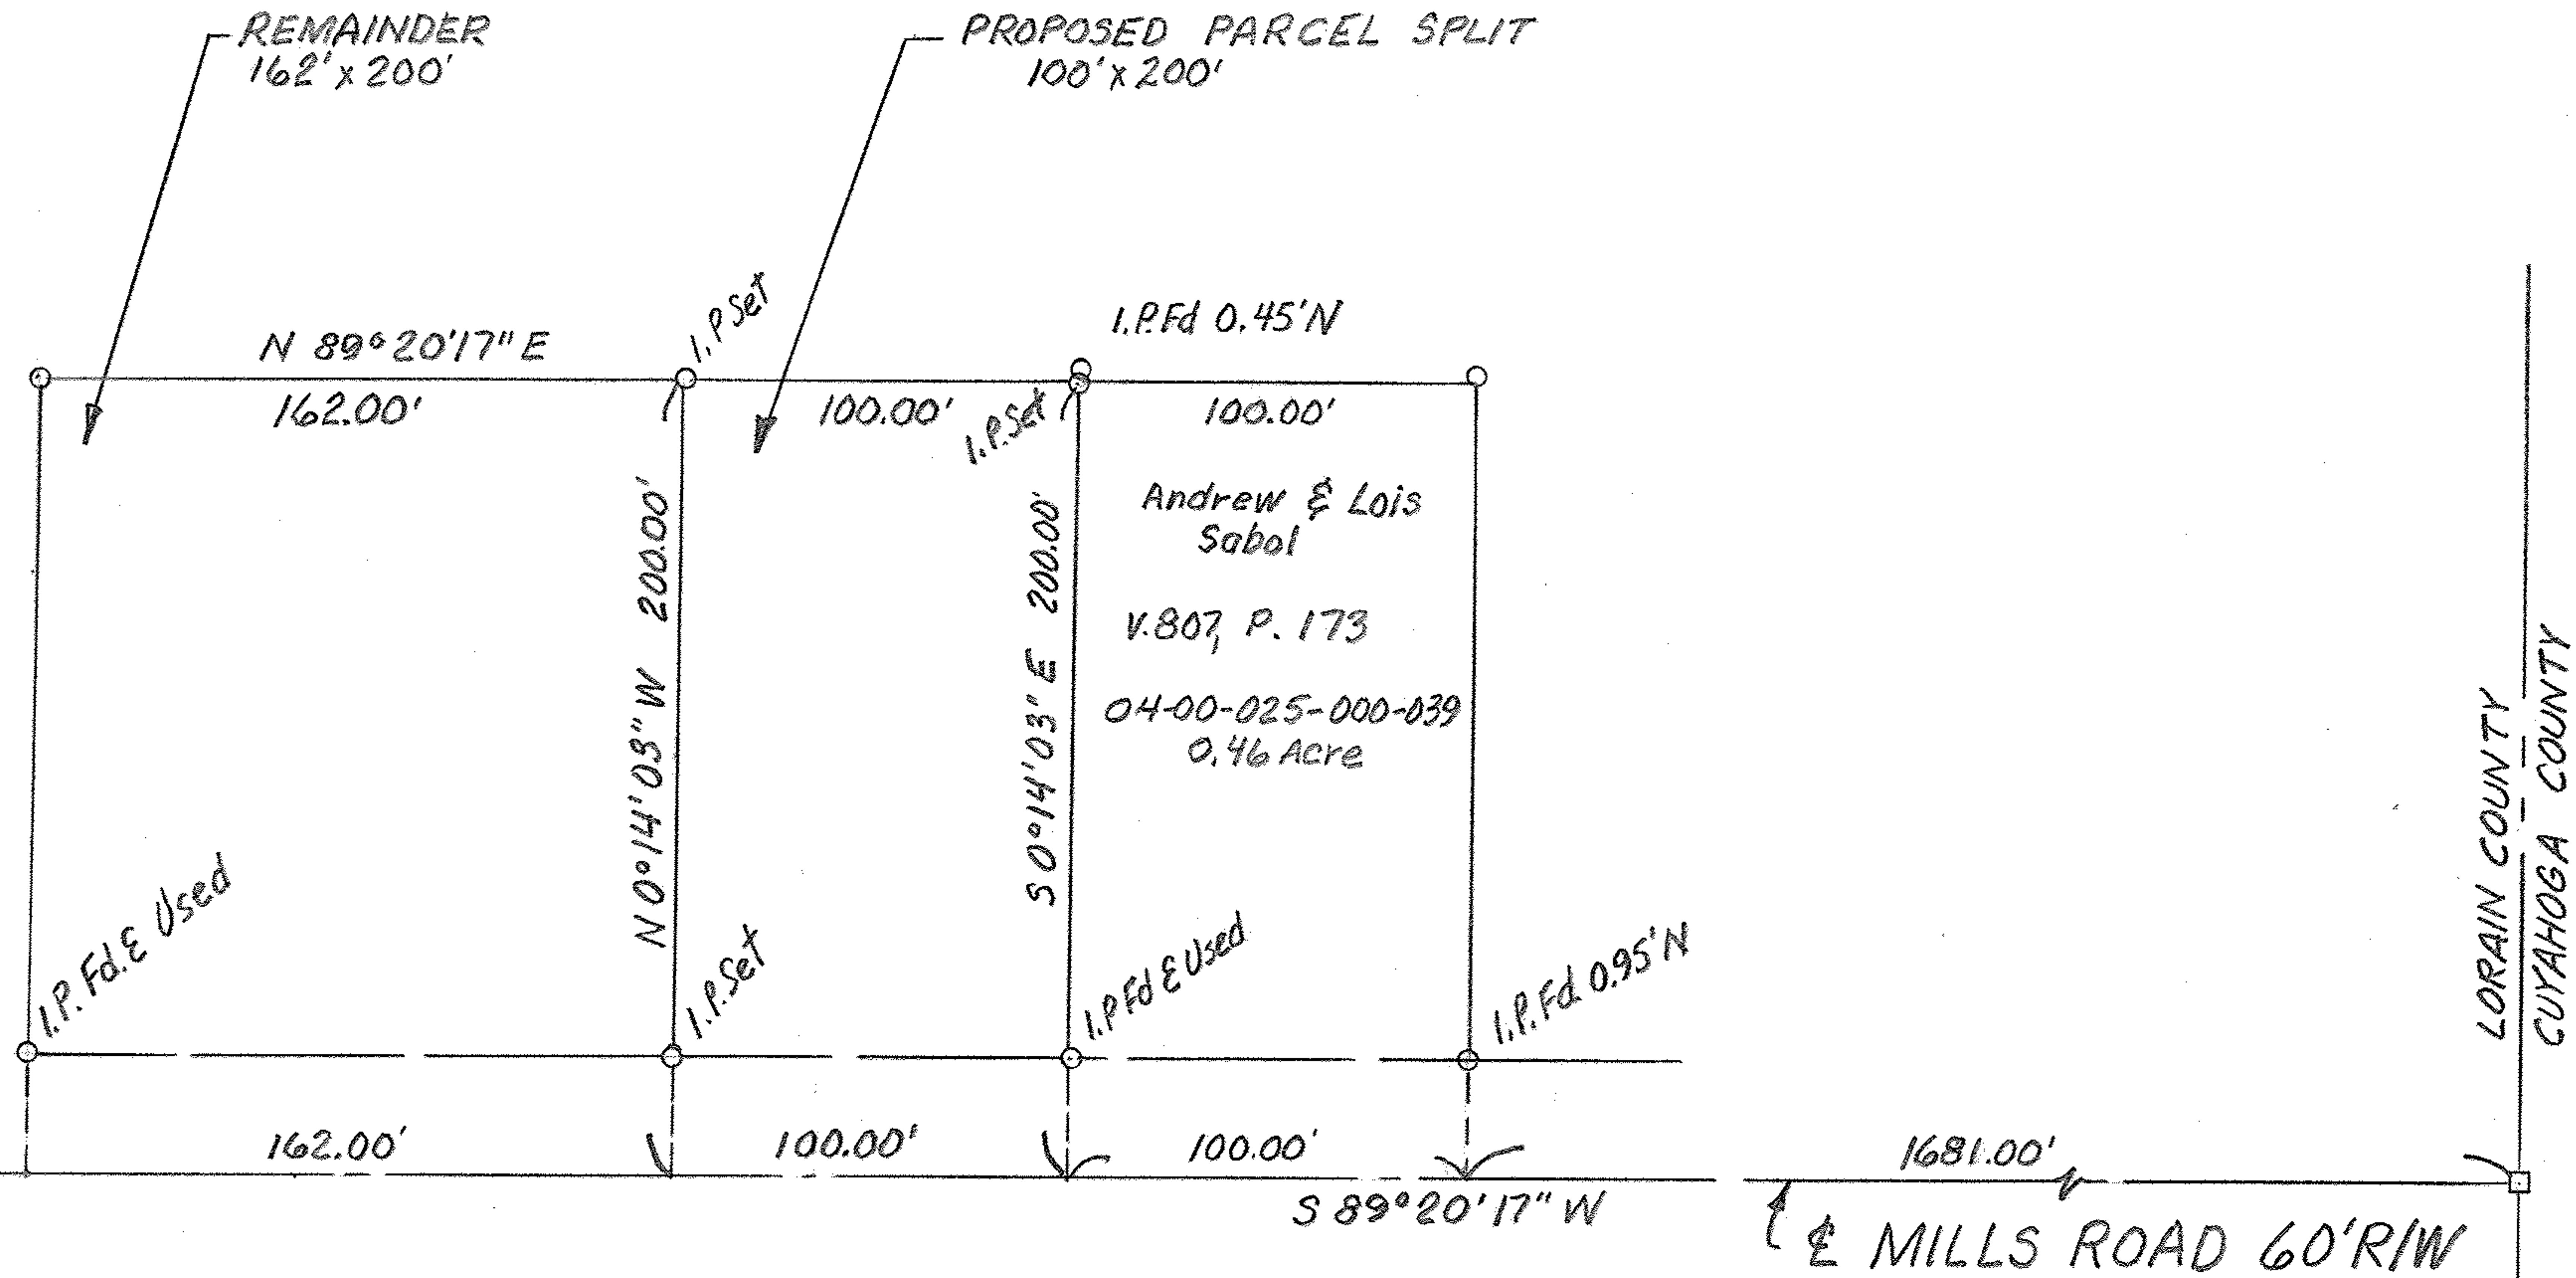 REMAINDER
162' x 200'
PROPOSED PARCEL SPLIT
100' x 200'
I.P Set
I.P.Fd 0.45'N
N 89°20'17" E
162.00'
100.00'
I.P.Set
100.00'
N 0°14'03" W 200.00'
S 0°14'03" E 200.00'
Andrew & Lois
Sabol
V.807, P. 173
04-00-025-000-039
0.46 Acre
LORAIN COUNTY
CUYAHOGA COUNTY
I.P. Fd. & Used
I.P.Set
I.P Fd & Used
I.P.Fd. 0.95'N
162.00'
100.00'
100.00'
1681.00'
S 89°20'17" W
℄ MILLS ROAD 60'R/W